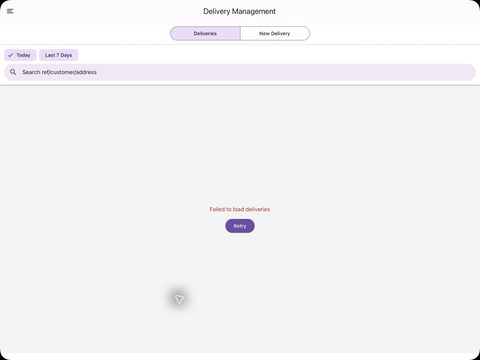 Delivery Management
Deliveries
New Delivery
Today
Last 7 Days
Search ref/customer/address
Failed to load deliveries
Retry